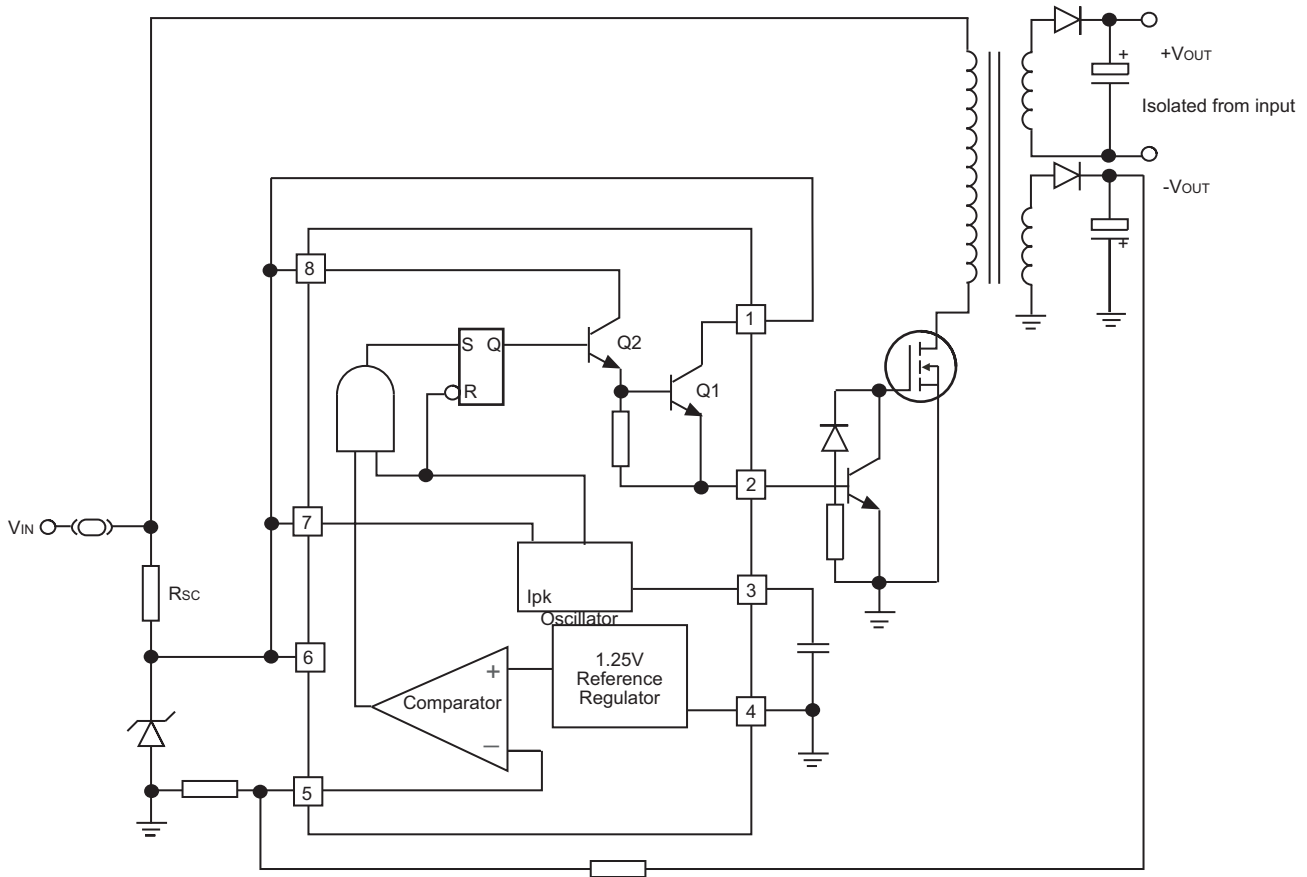 +VOUT
+
Isolated from input
-VOUT
+
8
1
S Q
Q2
R
Q1
2
7
VIN
Ipk
3
RSC
Oscillator
6
1.25V
Reference
Regulator
+
Comparator
4
−
5